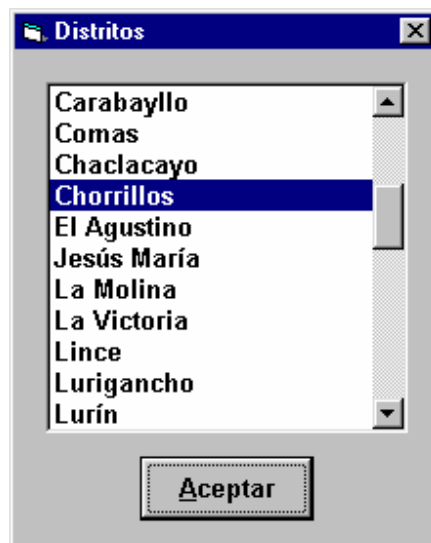 Distritos
Carabayllo
Comas
Chaclacayo
Chorrillos
El Agustino
Jesús María
La Molina
La Victoria
Lince
Lurigancho
Lurín
Aceptar